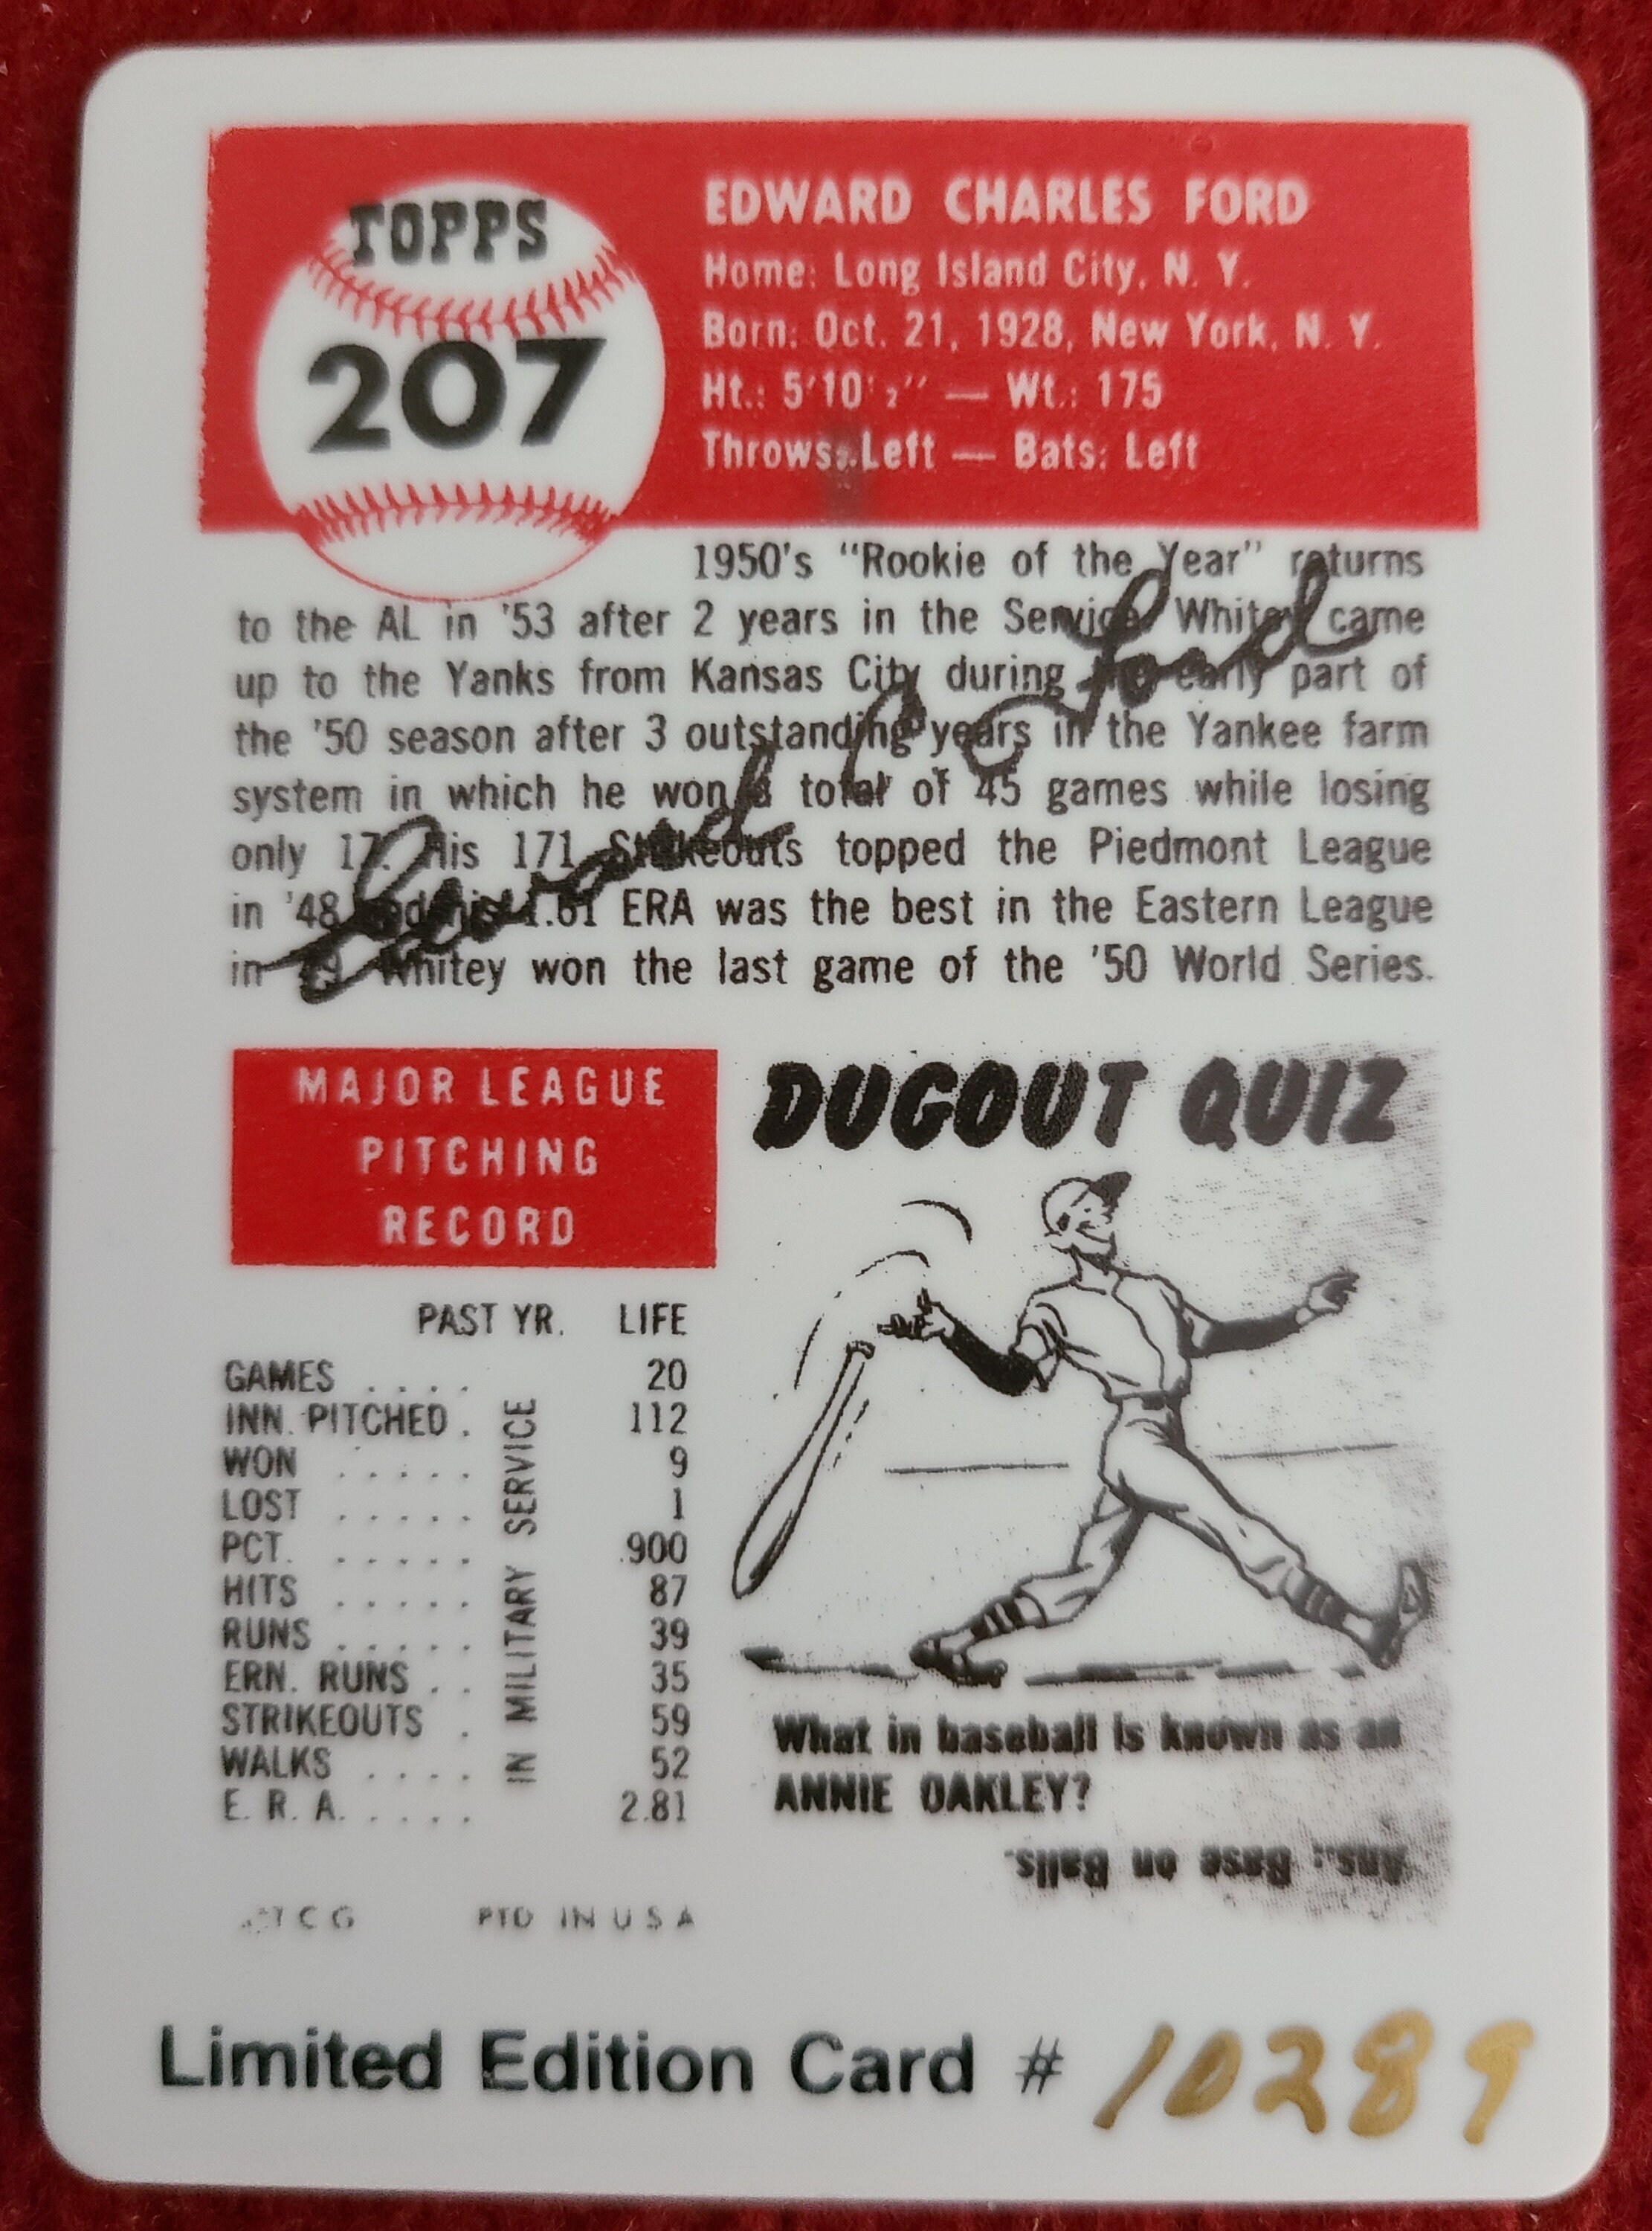 TOPPS
207
EDWARD CHARLES FORD
Home: Long Island City, N. Y.
Born: Oct. 21, 1928, New York, N. Y.
Ht.: 5'10½" — Wt.: 175
Throws: Left — Bats: Left
1950's "Rookie of the Year" returns
to the AL in '53 after 2 years in the Service. Whitey came
up to the Yanks from Kansas City during the early part of
the '50 season after 3 outstanding years in the Yankee farm
system in which he won a total of 45 games while losing
only 17. His 171 Strikeouts topped the Piedmont League
in '48 and his 1.61 ERA was the best in the Eastern League
in '49. Whitey won the last game of the '50 World Series.
Edward C. Ford
MAJOR LEAGUE
PITCHING
RECORD
PAST YR. LIFE
GAMES . . . . 20
INN. PITCHED . 112
WON . . . . . 9
LOST . . . . . 1
PCT. . . . . . .900
HITS . . . . . 87
RUNS . . . . . 39
ERN. RUNS . . 35
STRIKEOUTS . 59
WALKS . . . . 52
E. R. A. . . . . . 2.81
IN MILITARY SERVICE
DUGOUT QUIZ
What in baseball is known as an
ANNIE OAKLEY?
Ans.: Base on Balls.
T C G PTD IN U S A
Limited Edition Card # 10289